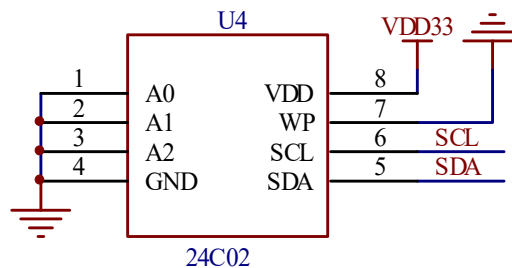 U4
VDD33
1 A0 VDD 8
2 A1 WP 7
3 A2 SCL 6 SCL
4 GND SDA 5 SDA
24C02